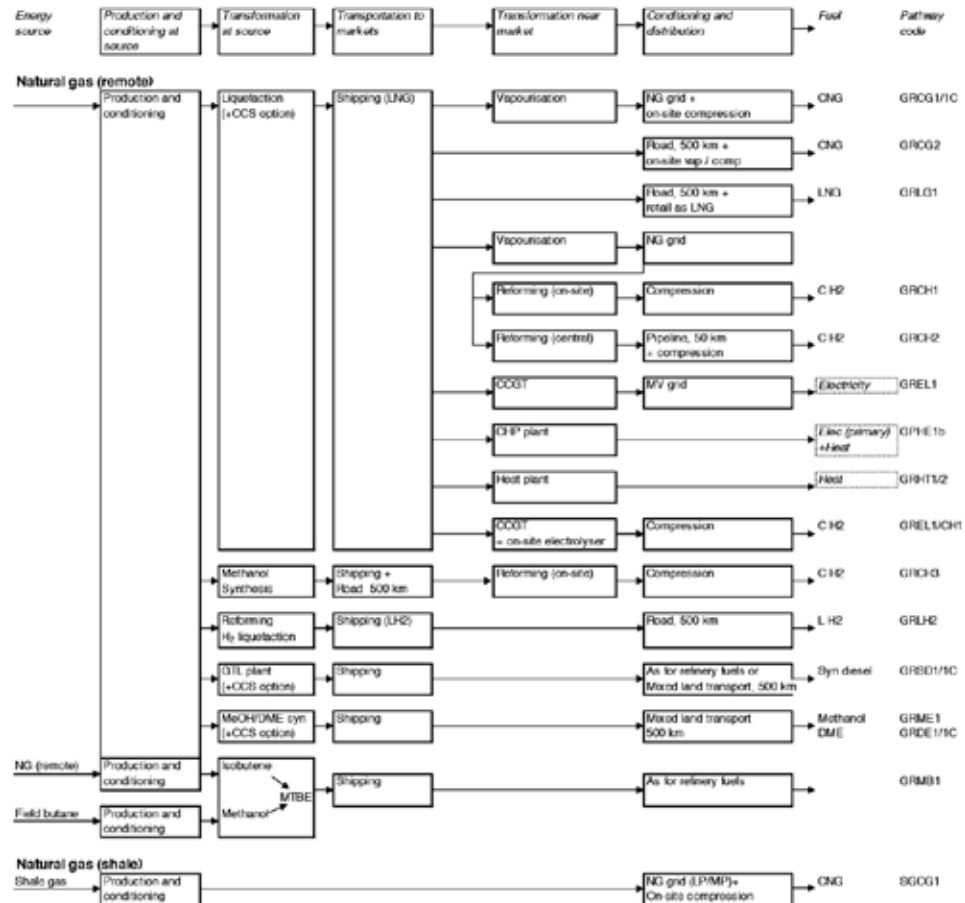 Energy source
Production and conditioning at source
Transformation at source
Transportation to markets
Transformation near market
Conditioning and distribution
Fuel
Pathway code
Natural gas (remote)
Production and conditioning
Liquefaction (+CCS option)
Shipping (LNG)
Vapourisation
NG grid + on-site compression
CNG
GRCG1/1C
Road, 500 km + on-site vap / comp
CNG
GRCG2
Road, 500 km + retail as LNG
LNG
GRLG1
Vapourisation
NG grid
Reforming (on-site)
Compression
C H2
GRCH1
Reforming (central)
Pipeline, 50 km + compression
C H2
GRCH2
CCGT
MV grid
Electricity
GREL1
CHP plant
Elec (primary) +Heat
GPHE1b
Heat plant
Heat
GRHT1/2
CCGT + on-site electrolyser
Compression
C H2
GREL1/CH1
Methanol Synthesis
Shipping + Road 500 km
Reforming (on-site)
Compression
C H2
GRCH3
Reforming H₂ liquefaction
Shipping (LH2)
Road, 500 km
L H2
GRLH2
GTL plant (+CCS option)
Shipping
As for refinery fuels or Mixed land transport, 500 km
Syn diesel
GRSD1/1C
MeOH/DME syn (+CCS option)
Shipping
Mixed land transport 500 km
Methanol
DME
GRME1
GRDE1/1C
NG (remote)
Production and conditioning
Isobutene
MTBE
Methanol
Shipping
As for refinery fuels
GRMB1
Field butane
Production and conditioning
Natural gas (shale)
Shale gas
Production and conditioning
NG grid (LP/MP)+ On-site compression
CNG
SGCG1